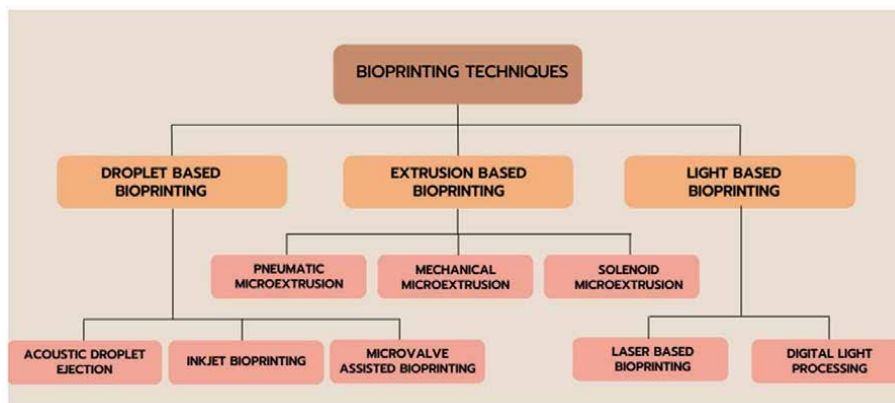 BIOPRINTING TECHNIQUES
DROPLET BASED
BIOPRINTING
EXTRUSION BASED
BIOPRINTING
LIGHT BASED
BIOPRINTING
PNEUMATIC
MICROEXTRUSION
MECHANICAL
MICROEXTRUSION
SOLENOID
MICROEXTRUSION
ACOUSTIC DROPLET
EJECTION
INKJET BIOPRINTING
MICROVALVE
ASSISTED BIOPRINTING
LASER BASED
BIOPRINTING
DIGITAL LIGHT
PROCESSING